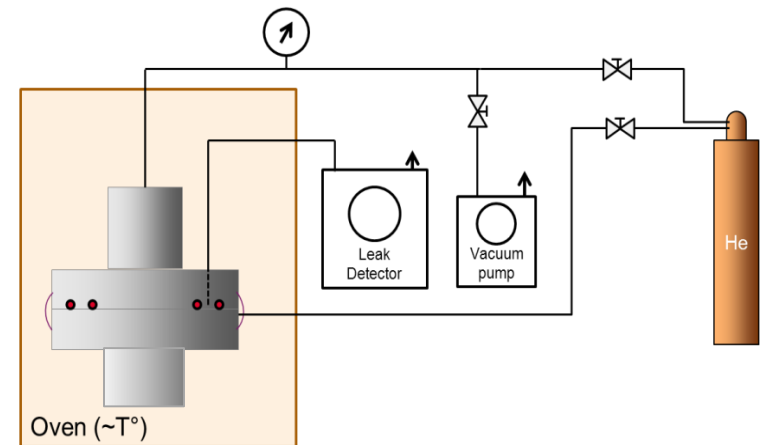 Leak
Detector
Vacuum
pump
He
Oven (~T°)